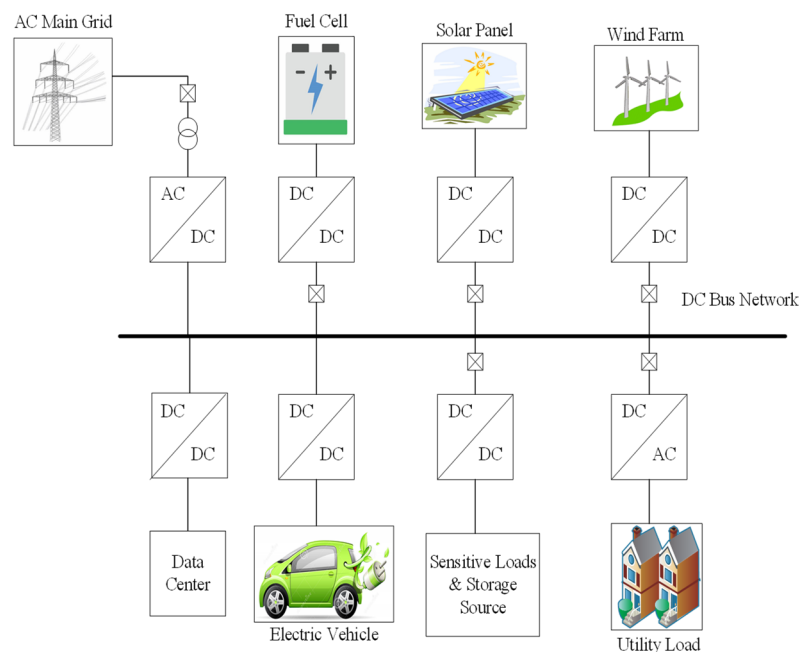 AC Main Grid
Fuel Cell
Solar Panel
Wind Farm
- +
AC
DC
DC
DC
DC
DC
DC
DC
DC Bus Network
DC
DC
DC
DC
DC
DC
DC
AC
Data
Center
Electric Vehicle
Sensitive Loads
& Storage
Source
Utility Load